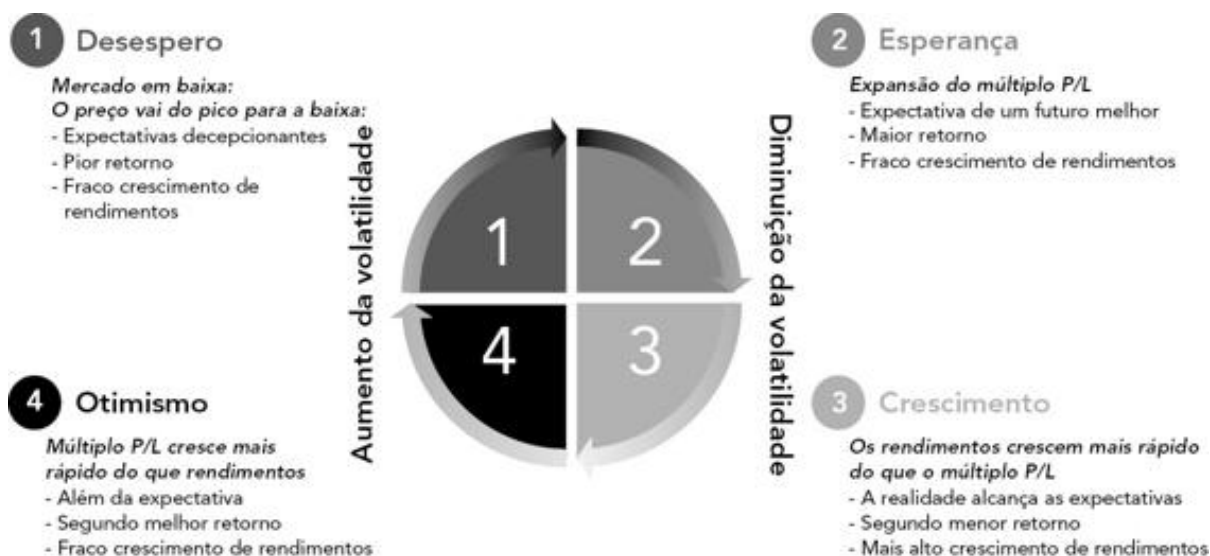 1 Desespero
Mercado em baixa:
O preço vai do pico para a baixa:
- Expectativas decepcionantes
- Pior retorno
- Fraco crescimento de
rendimentos
2 Esperança
Expansão do múltiplo P/L
- Expectativa de um futuro melhor
- Maior retorno
- Fraco crescimento de rendimentos
Aumento da volatilidade
1
2
4
3
Diminuição da volatilidade
4 Otimismo
Múltiplo P/L cresce mais
rápido do que rendimentos
- Além da expectativa
- Segundo melhor retorno
- Fraco crescimento de rendimentos
3 Crescimento
Os rendimentos crescem mais rápido
do que o múltiplo P/L
- A realidade alcança as expectativas
- Segundo menor retorno
- Mais alto crescimento de rendimentos